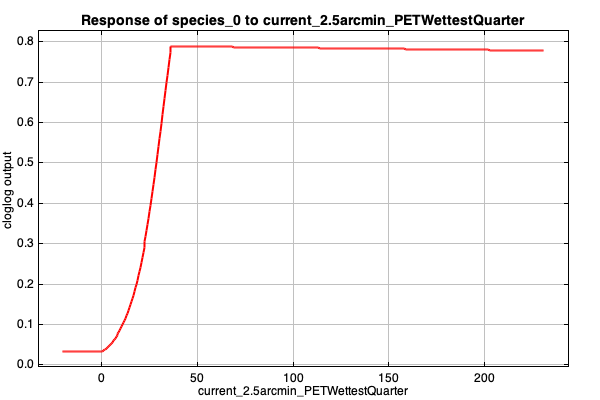 Response of species_0 to current_2.5arcmin_PETWettestQuarter
cloglog output
0.8
0.7
0.6
0.5
0.4
0.3
0.2
0.1
0.0
0 50 100 150 200
current_2.5arcmin_PETWettestQuarter